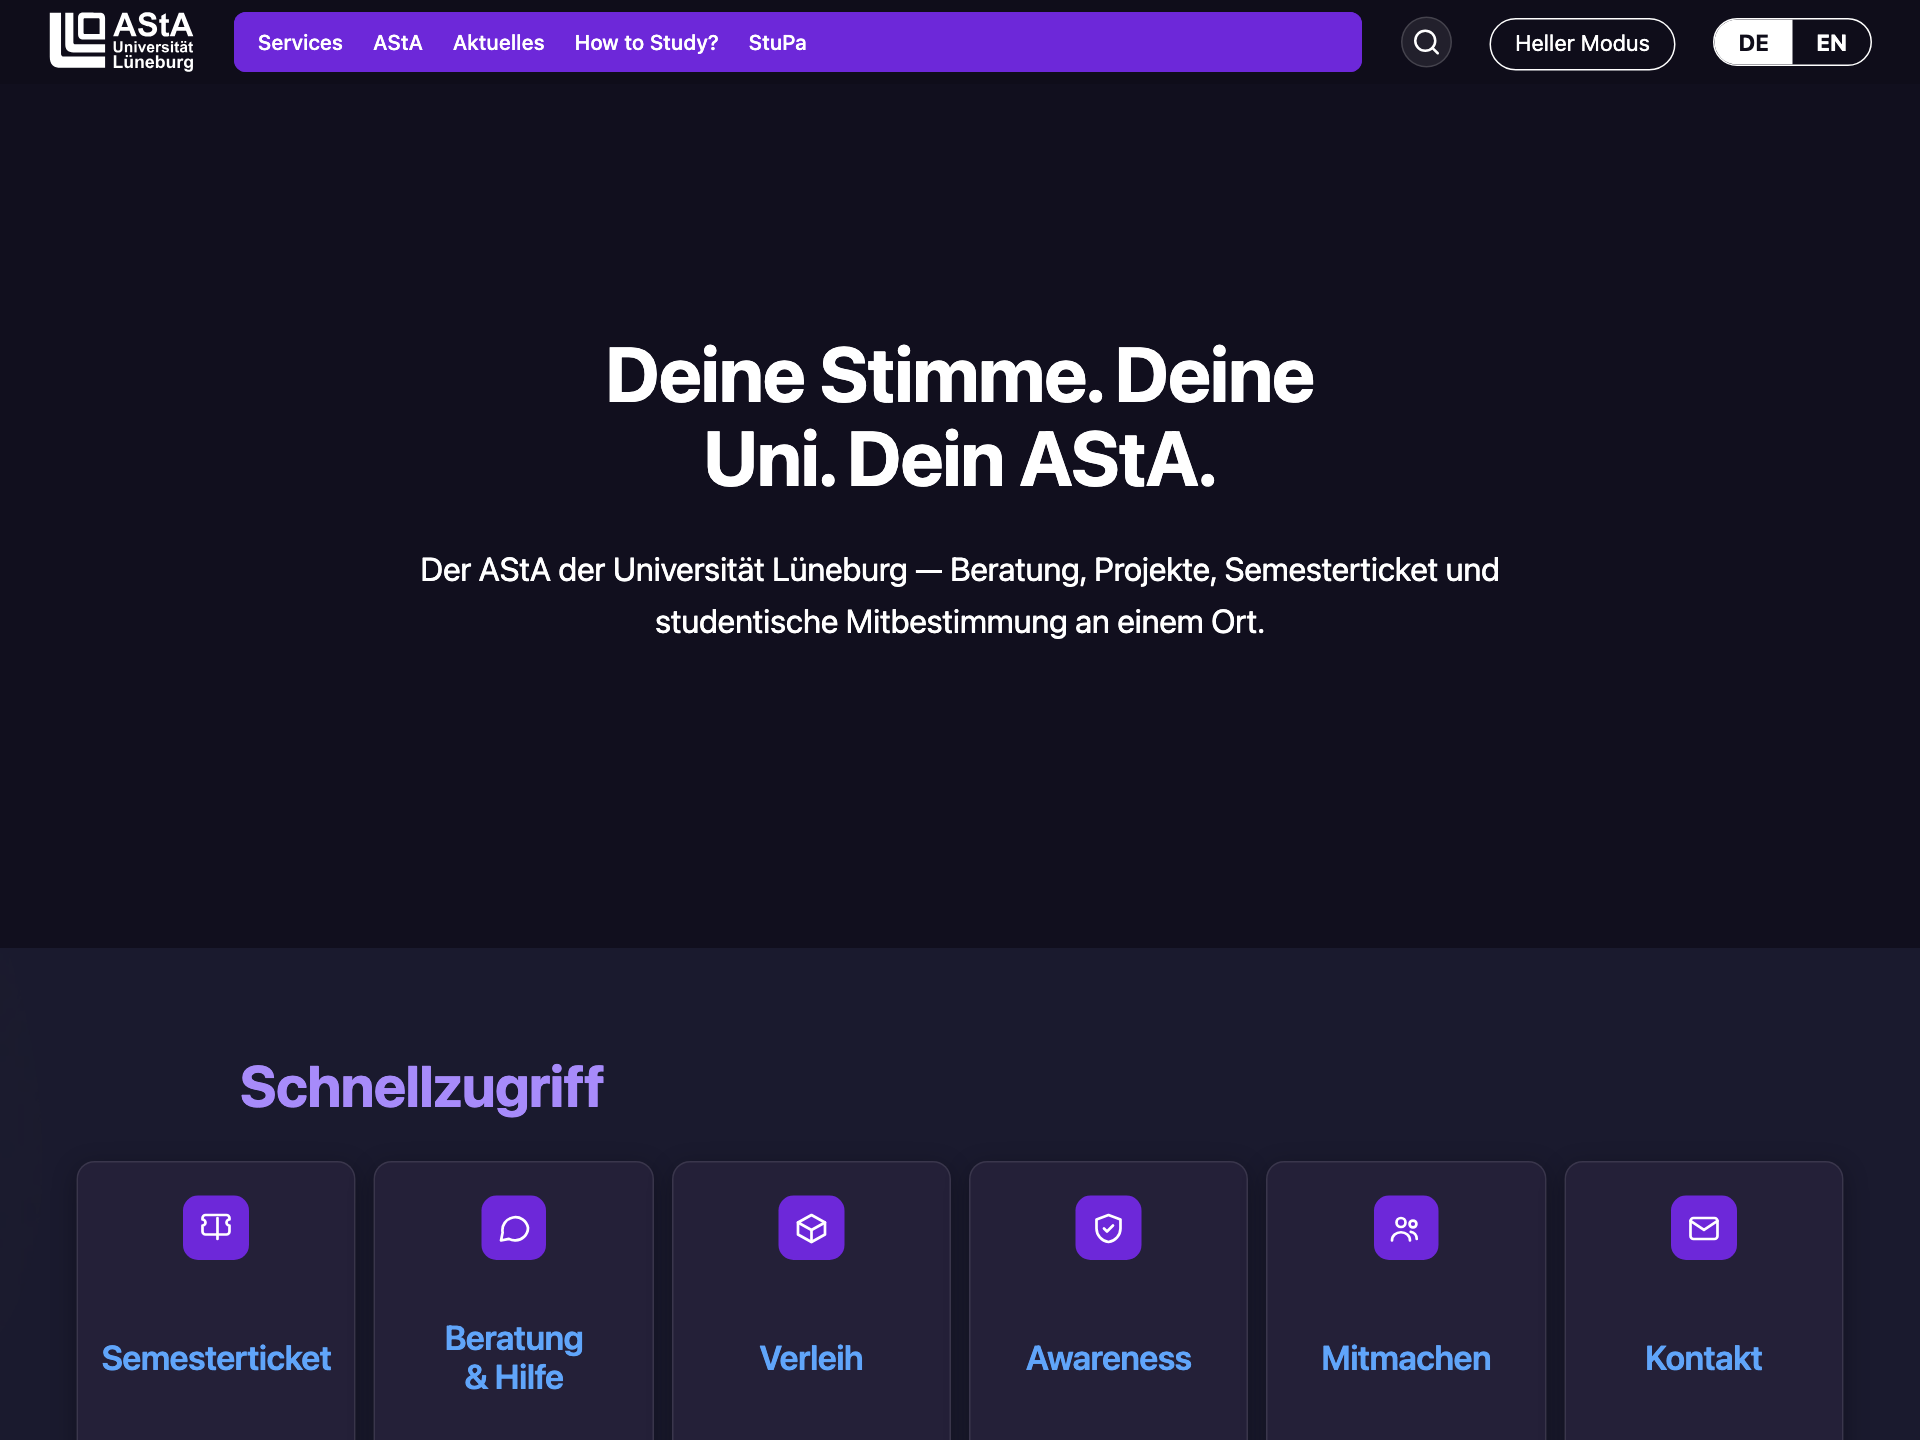 AStA
Universität
Lüneburg
Services AStA Aktuelles How to Study? StuPa
Heller Modus
DE EN
Deine Stimme. Deine
Uni. Dein AStA.
Der AStA der Universität Lüneburg — Beratung, Projekte, Semesterticket und
studentische Mitbestimmung an einem Ort.
Schnellzugriff
Semesterticket
Beratung
& Hilfe
Verleih
Awareness
Mitmachen
Kontakt